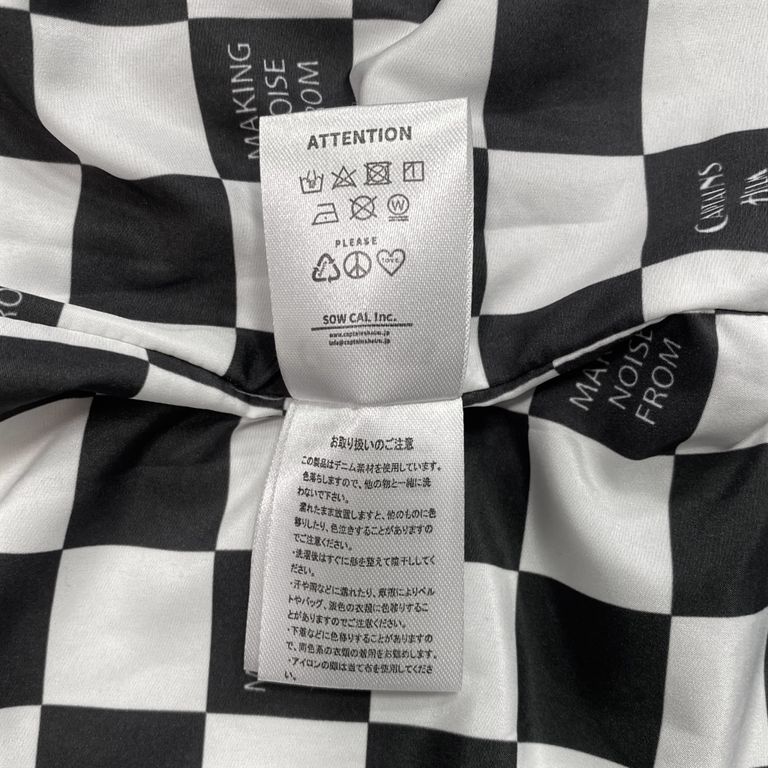 MAKING
NOISE
FROM
ATTENTION
PLEASE
LOVE
SOW CAL Inc.
www.captainshelm.jp
info@captainshelm.jp
CAPTAINS
HELM
MAKING
NOISE
FROM
お取り扱いのご注意
この製品はデニム素材を使用しています。
色落ちしますので、他の物と一緒に洗
わないで下さい。
濡れたまま放置しますと、他のものに色
移りしたり、色泣きすることがありますの
でご注意ください。
・洗濯後はすぐに形を整えて陰干ししてく
ださい。
・汗や雨などに濡れたり、摩擦によりベル
トやバッグ、淡色の衣類に色移りするこ
とがありますのでご注意ください。
・下着などに色移りすることがありますの
で、同色系の衣類の着用をお勧めします。
・アイロンの際は当て布を使用してくださ
い。